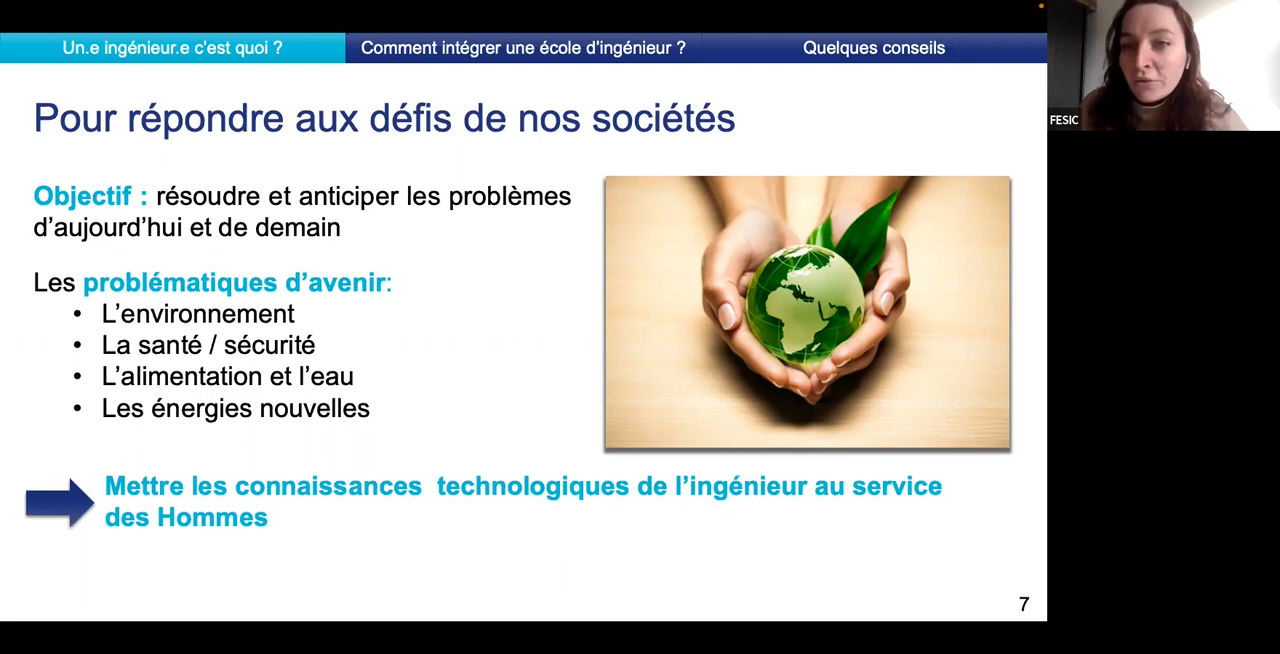 Un.e ingénieur.e c’est quoi ?
Comment intégrer une école d’ingénieur ?
Quelques conseils
FESIC
Pour répondre aux défis de nos sociétés
Objectif : résoudre et anticiper les problèmes
d’aujourd’hui et de demain
Les problématiques d’avenir:
• L’environnement
• La santé / sécurité
• L’alimentation et l’eau
• Les énergies nouvelles
Mettre les connaissances technologiques de l’ingénieur au service
des Hommes
7